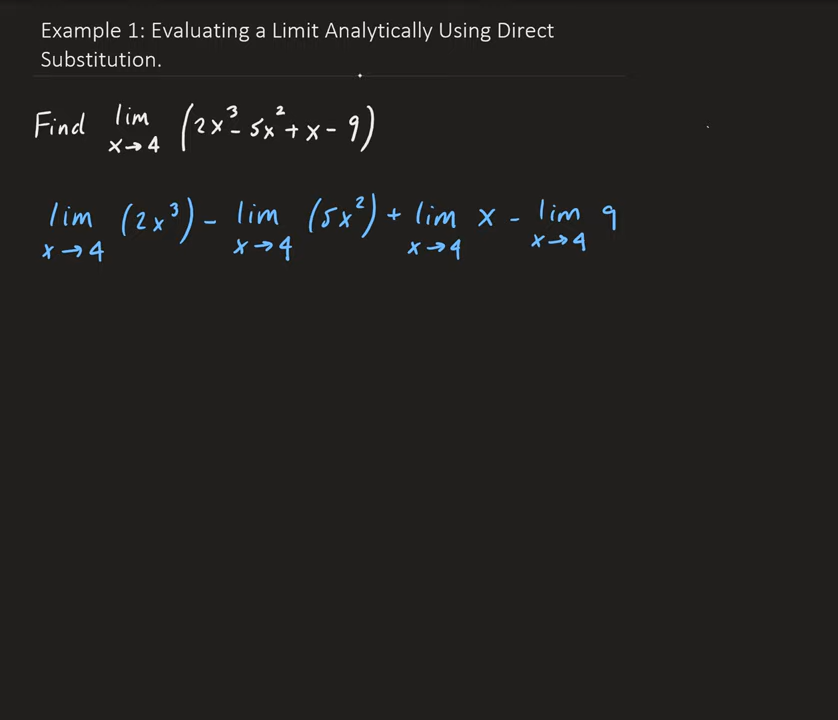 Example 1: Evaluating a Limit Analytically Using Direct
Substitution.
Find lim (2x³ - 5x² + x - 9)
x→4
lim (2x³) - lim (5x²) + lim x - lim 9
x→4 x→4 x→4 x→4